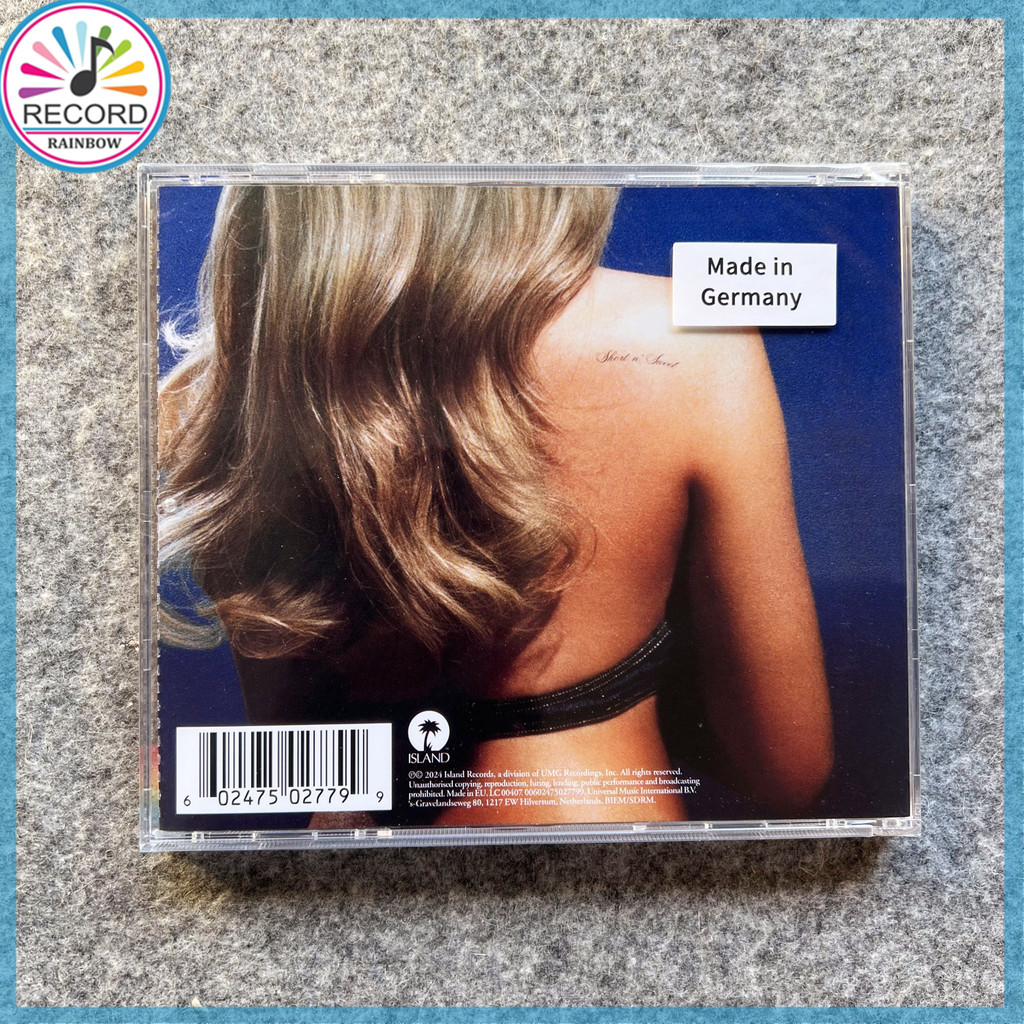 RECORD
RAINBOW
Made in
Germany
Short n' Sweet
ISLAND
℗© 2024 Island Records, a division of UMG Recordings, Inc. All rights reserved.
Unauthorised copying, reproduction, hiring, lending, public performance and broadcasting
prohibited. Made in EU. LC 00407. 00602475027799. Universal Music International B.V.
's-Gravelandseweg 80, 1217 EW Hilversum, Netherlands. BIEM/SDRM.
6 02475 02779 9